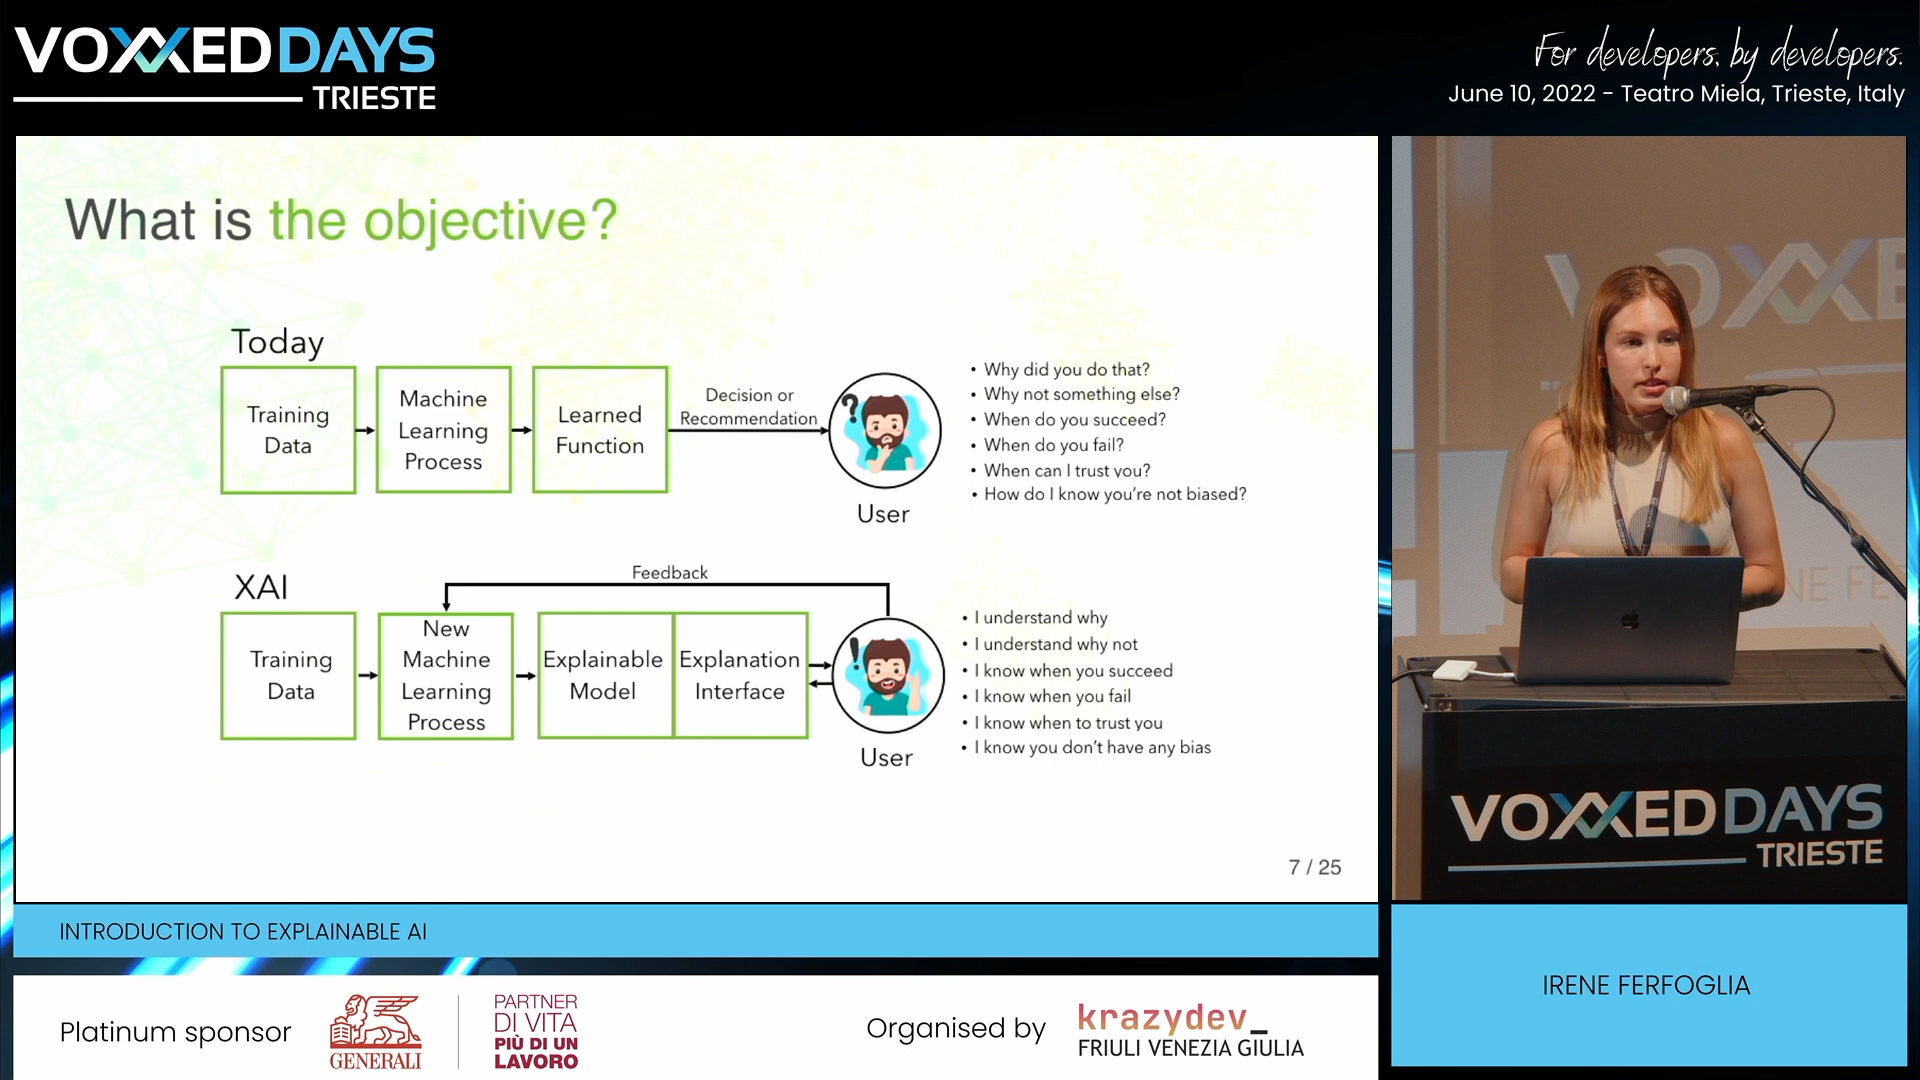 VOXXEDDAYS
TRIESTE
For developers, by developers.
June 10, 2022 - Teatro Miela, Trieste, Italy
What is the objective?
Today
Training
Data
Machine
Learning
Process
Learned
Function
Decision or
Recommendation
?
User
• Why did you do that?
• Why not something else?
• When do you succeed?
• When do you fail?
• When can I trust you?
• How do I know you're not biased?
XAI
Feedback
Training
Data
New
Machine
Learning
Process
Explainable
Model
Explanation
Interface
!
User
• I understand why
• I understand why not
• I know when you succeed
• I know when you fail
• I know when to trust you
• I know you don't have any bias
7 / 25
VOXXE
NE FE
VOXXEDDAYS
TRIESTE
INTRODUCTION TO EXPLAINABLE AI
IRENE FERFOGLIA
Platinum sponsor
GENERALI
PARTNER
DI VITA
PIÙ DI UN
LAVORO
Organised by
krazydev_
FRIULI VENEZIA GIULIA